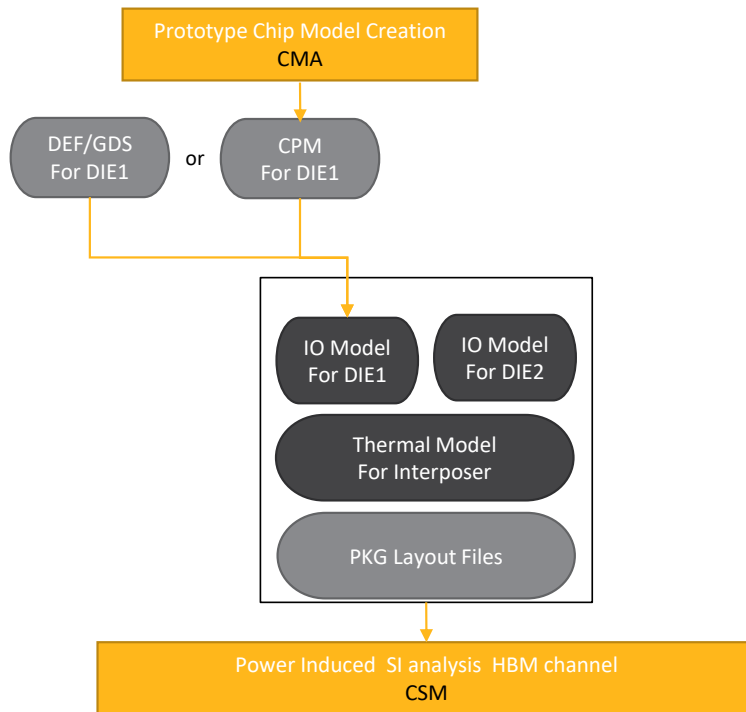 Prototype Chip Model Creation
CMA
DEF/GDS
For DIE1
or
CPM
For DIE1
IO Model
For DIE1
IO Model
For DIE2
Thermal Model
For Interposer
PKG Layout Files
Power Induced SI analysis HBM channel
CSM